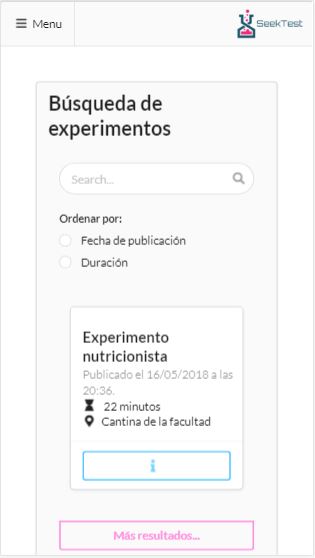 Menu
SeekTest
Búsqueda de
experimentos
Search...
Ordenar por:
Fecha de publicación
Duración
Experimento
nutricionista
Publicado el 16/05/2018 a las
20:36.
22 minutos
Cantina de la facultad
Más resultados...